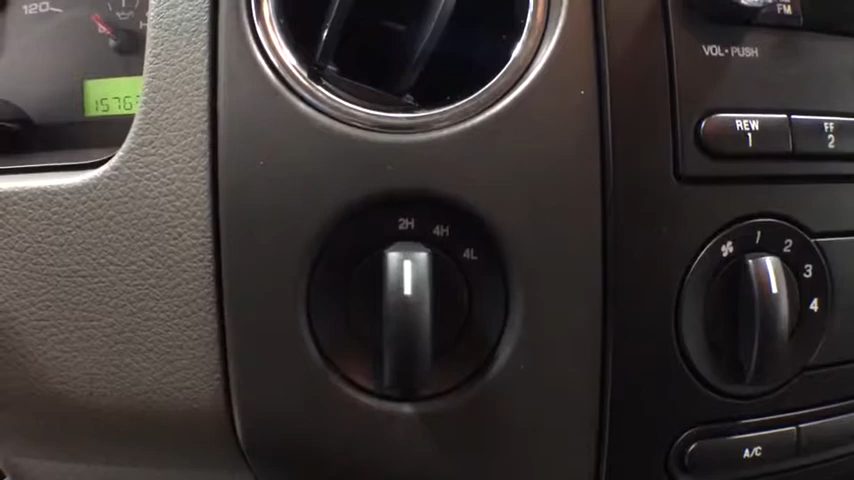 120
FM
VOL • PUSH
REW
1
FF
2
2H 4H 4L
1 2 3 4
A/C